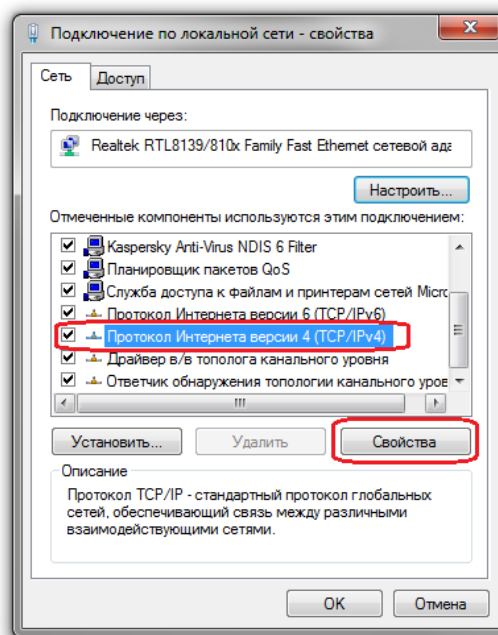 Подключение по локальной сети - свойства
Сеть
Доступ
Подключение через:
Realtek RTL8139/810x Family Fast Ethernet сетевой ада
Настроить...
Отмеченные компоненты используются этим подключением:
Kaspersky Anti-Virus NDIS 6 Filter
Планировщик пакетов QoS
Служба доступа к файлам и принтерам сетей Micro
Протокол Интернета версии 6 (TCP/IPv6)
Протокол Интернета версии 4 (TCP/IPv4)
Драйвер в/в тополога канального уровня
Ответчик обнаружения топологии канального уров
Установить...
Удалить
Свойства
Описание
Протокол TCP/IP - стандартный протокол глобальных
сетей, обеспечивающий связь между различными
взаимодействующими сетями.
OK
Отмена